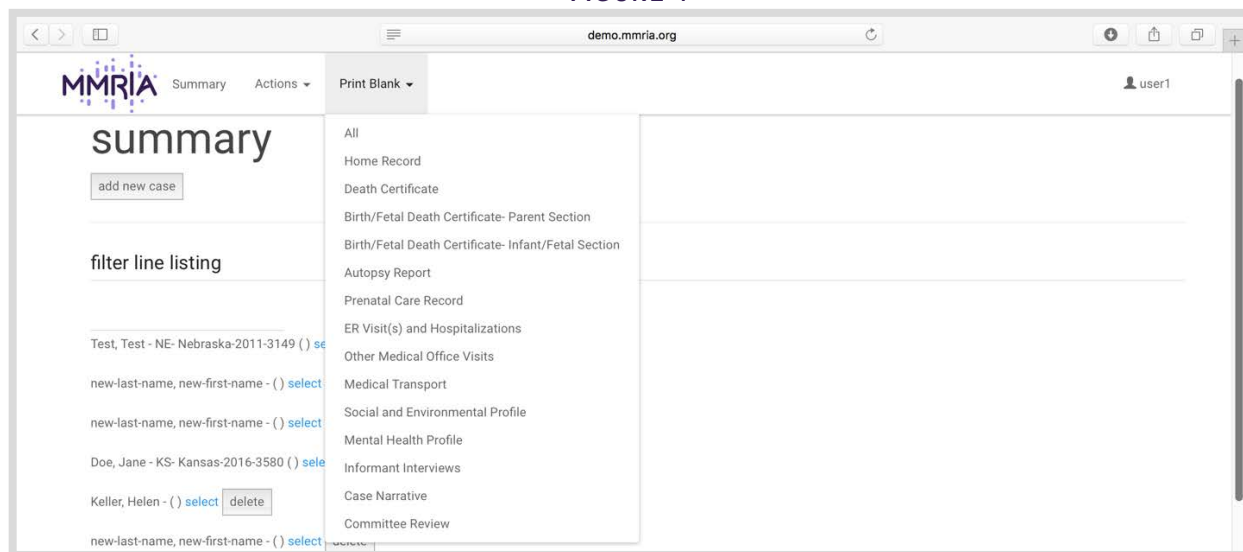 demo.mmria.org
MMRIA Summary Actions Print Blank user1
summary
add new case
filter line listing
All
Home Record
Death Certificate
Birth/Fetal Death Certificate- Parent Section
Birth/Fetal Death Certificate- Infant/Fetal Section
Autopsy Report
Prenatal Care Record
ER Visit(s) and Hospitalizations
Other Medical Office Visits
Medical Transport
Social and Environmental Profile
Mental Health Profile
Informant Interviews
Case Narrative
Committee Review
Test, Test - NE- Nebraska-2011-3149 ( ) se
new-last-name, new-first-name - ( ) select
new-last-name, new-first-name - ( ) select
Doe, Jane - KS- Kansas-2016-3580 ( ) sele
Keller, Helen - ( ) select delete
new-last-name, new-first-name - ( ) select delete